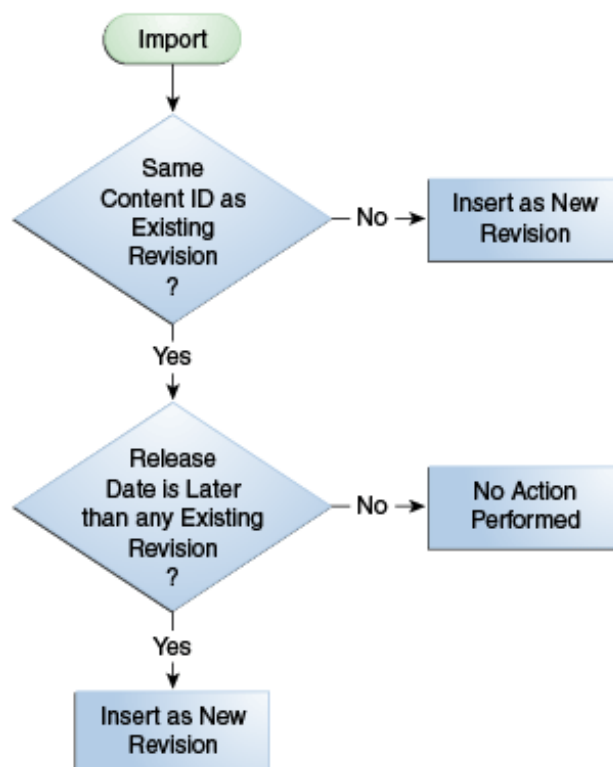 Import
Same
Content ID as
Existing
Revision
?
No
Insert as New
Revision
Yes
Release
Date is Later
than any Existing
Revision
?
No
No Action
Performed
Yes
Insert as New
Revision